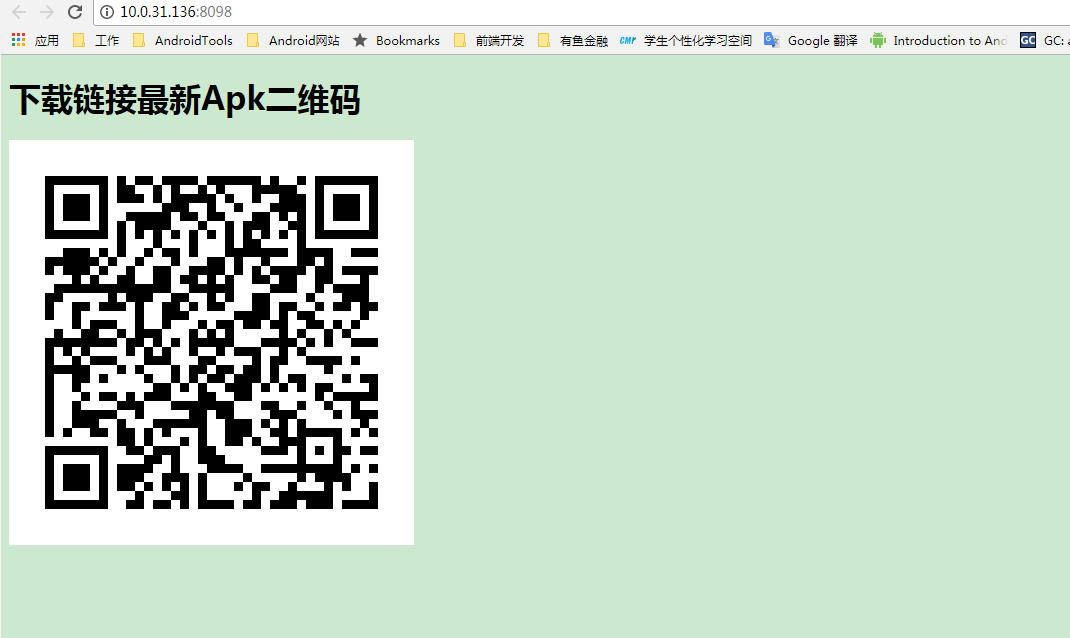 10.0.31.136:8098
应用 工作 AndroidTools Android网站 Bookmarks 前端开发 有鱼金融 CMP 学生个性化学习空间 Google 翻译 Introduction to And GC GC: a
下载链接最新Apk二维码